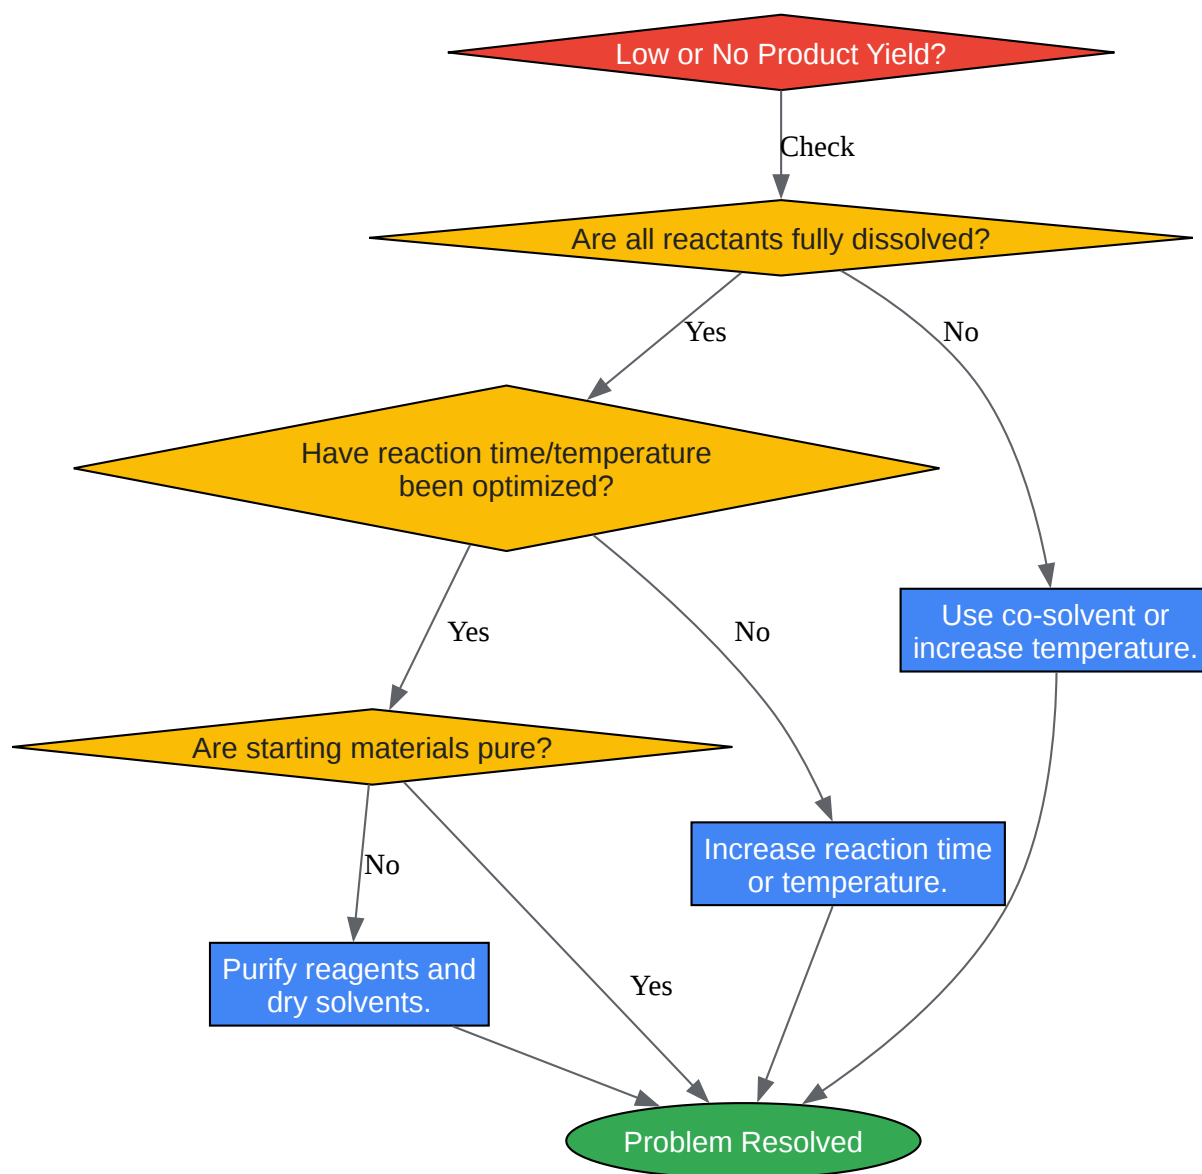 Low or No Product Yield?
Check
Are all reactants fully dissolved?
Yes
No
Have reaction time/temperature
been optimized?
Use co-solvent or
increase temperature.
Yes
No
Are starting materials pure?
Increase reaction time
or temperature.
No
Yes
Purify reagents and
dry solvents.
Problem Resolved